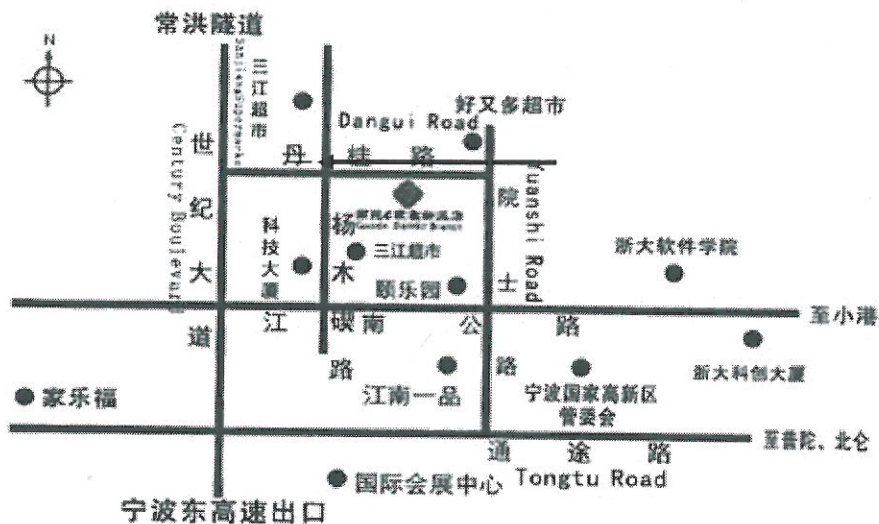 常洪隧道
N
三江超市
SanjiangSupermarke
好又多超市
Dangui Road
丹桂路
世纪大道
Century Boulevard
院士路
Yuanshi Road
杨木碶路
科技大厦
三江超市
颐乐园
浙大软件学院
江南公路
至小港
江南一品
宁波国家高新区
管委会
浙大科创大厦
家乐福
通途路
至普陀、北仑
国际会展中心
Tongtu Road
宁波东高速出口